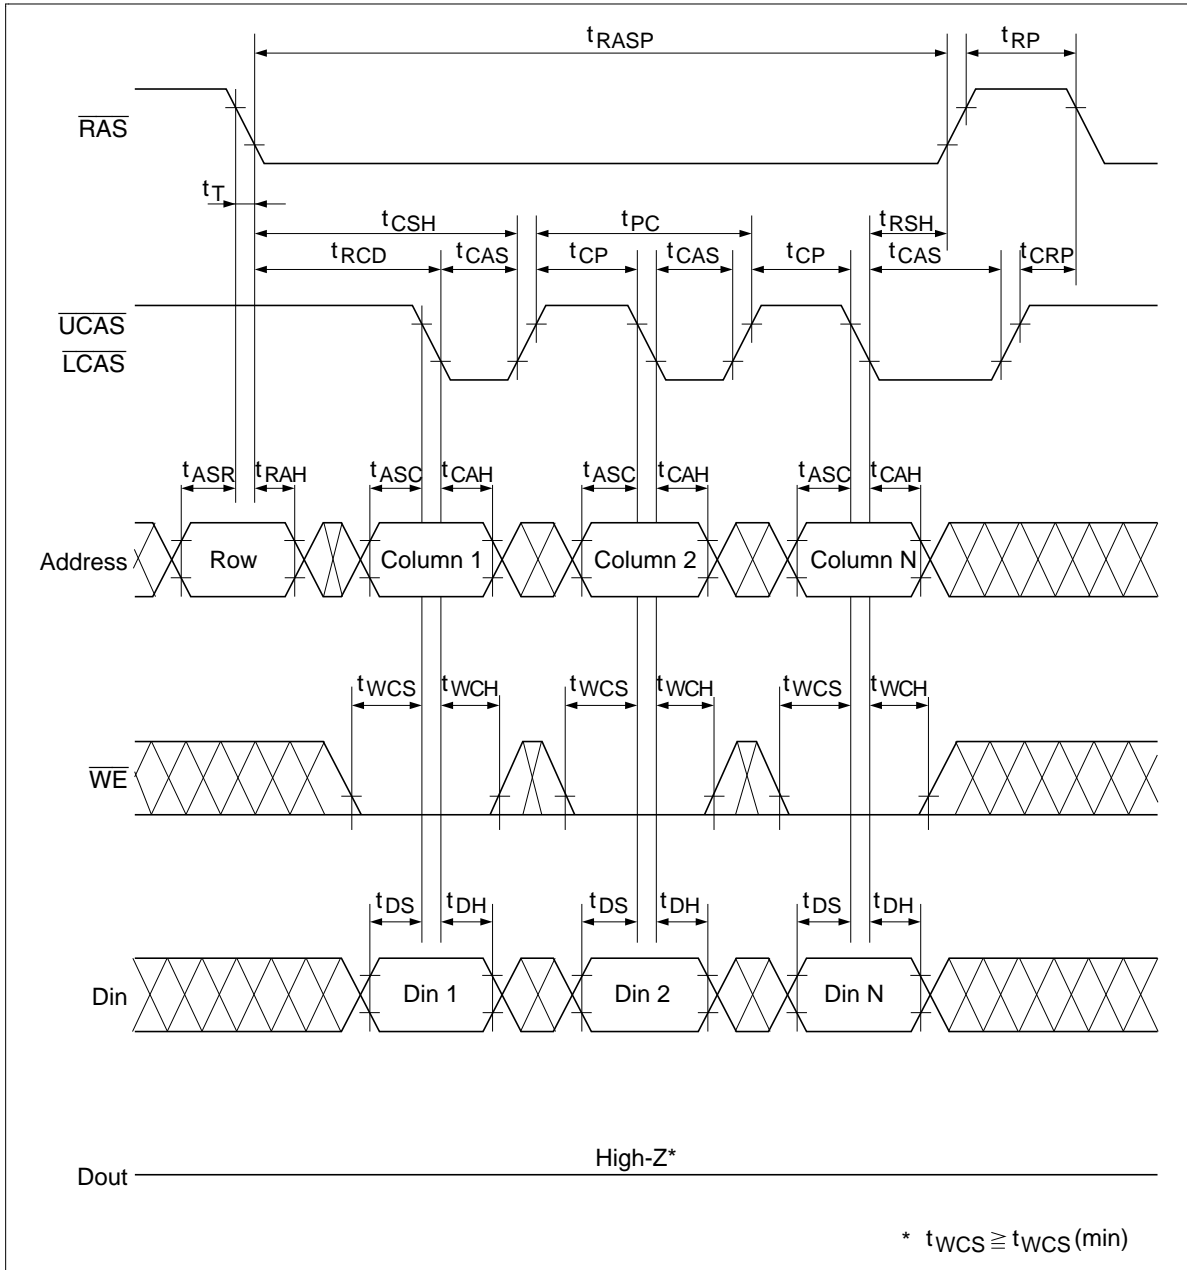 tRASP tRP
RAS
tT
tCSH tPC tRSH
tRCD tCAS tCP tCAS tCP tCAS tCRP
UCAS
LCAS
tASR tRAH tASC tCAH tASC tCAH tASC tCAH
Address Row Column 1 Column 2 Column N
tWCS tWCH tWCS tWCH tWCS tWCH
WE
tDS tDH tDS tDH tDS tDH
Din Din 1 Din 2 Din N
High-Z*
Dout
* tWCS ≧ tWCS (min)